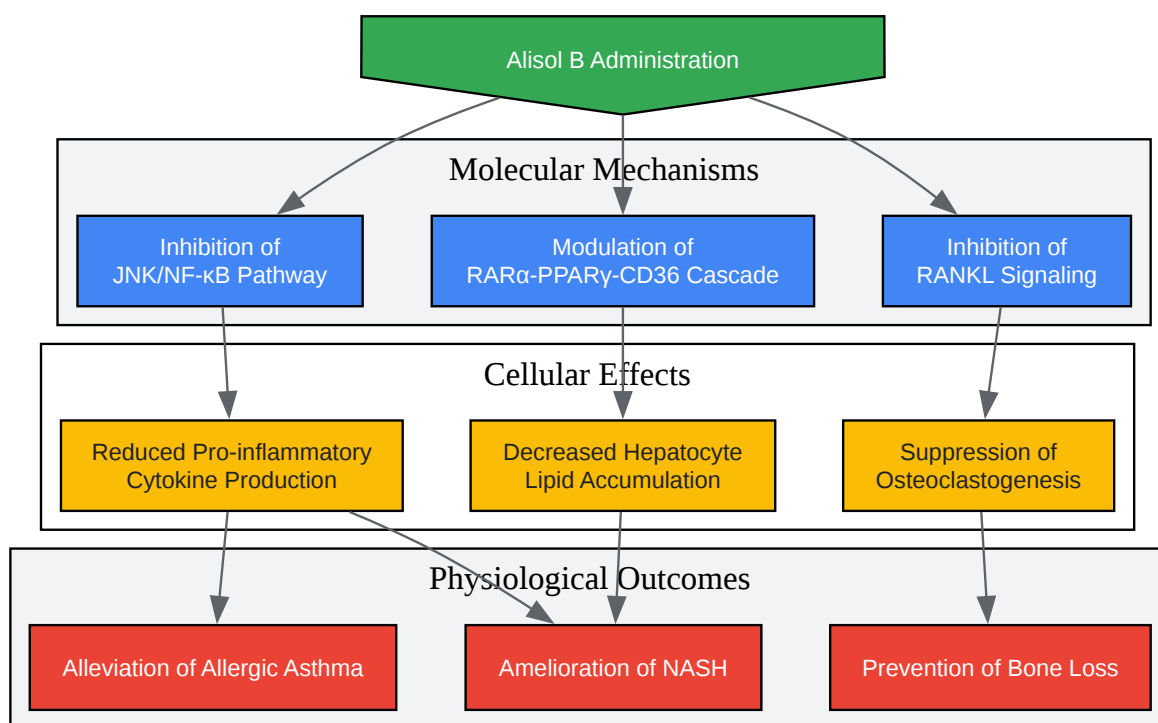 Alisol B Administration
Molecular Mechanisms
Inhibition of
JNK/NF-κB Pathway
Modulation of
RARα-PPARγ-CD36 Cascade
Inhibition of
RANKL Signaling
Cellular Effects
Reduced Pro-inflammatory
Cytokine Production
Decreased Hepatocyte
Lipid Accumulation
Suppression of
Osteoclastogenesis
Physiological Outcomes
Alleviation of Allergic Asthma
Amelioration of NASH
Prevention of Bone Loss